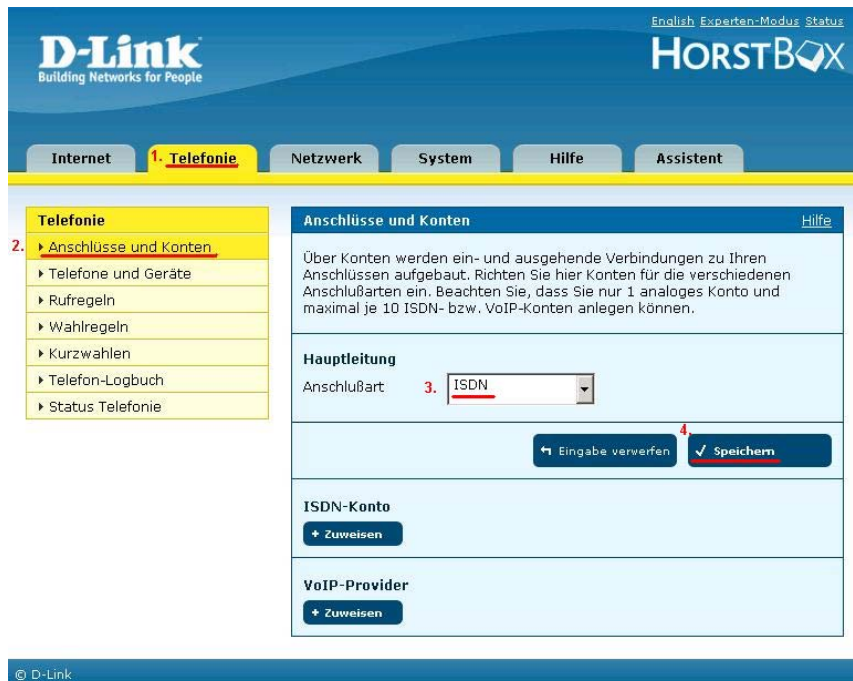 English Experten-Modus Status
D-Link
Building Networks for People
HORSTBOX
Internet 1. Telefonie Netzwerk System Hilfe Assistent
Telefonie
2. Anschlüsse und Konten
Telefone und Geräte
Rufregeln
Wahlregeln
Kurzwahlen
Telefon-Logbuch
Status Telefonie
Anschlüsse und Konten Hilfe
Über Konten werden ein- und ausgehende Verbindungen zu Ihren
Anschlüssen aufgebaut. Richten Sie hier Konten für die verschiedenen
Anschlußarten ein. Beachten Sie, dass Sie nur 1 analoges Konto und
maximal je 10 ISDN- bzw. VoIP-Konten anlegen können.
Hauptleitung
Anschlußart 3. ISDN
4.
Eingabe verwerfen Speichern
ISDN-Konto
+ Zuweisen
VoIP-Provider
+ Zuweisen
© D-Link